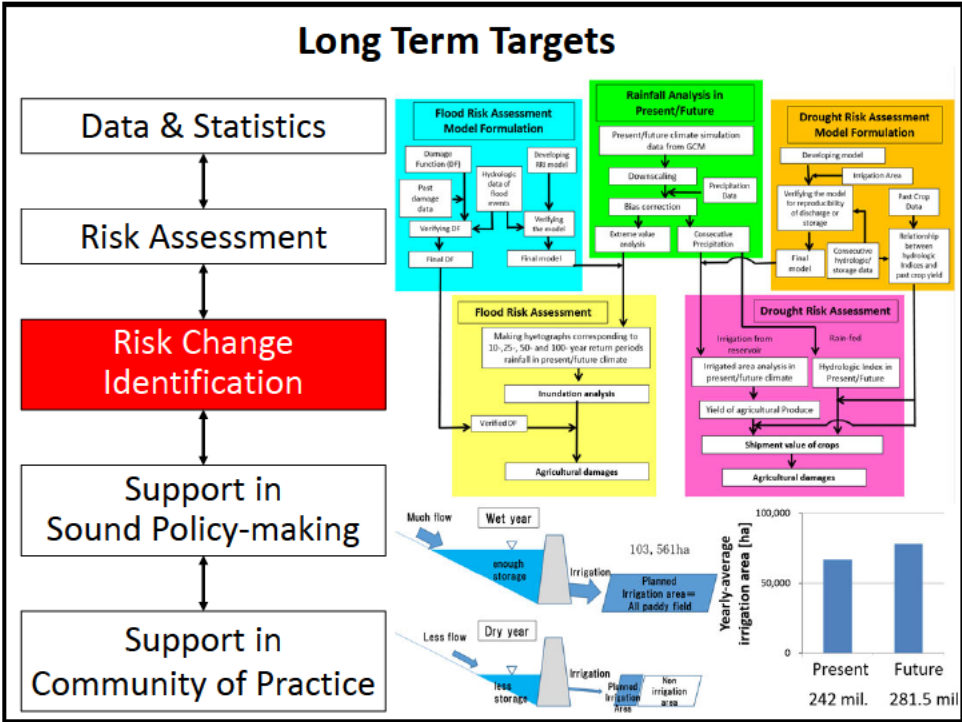 Long Term Targets
Data & Statistics
Risk Assessment
Risk Change
Identification
Support in
Sound Policy-making
Support in
Community of Practice
Flood Risk Assessment
Model Formulation
Damage
Function (DF)
Developing
RRI model
Hydrologic
data of
flood
events
Past
damage
data
Verifying DF
Verifying
the model
Final DF
Final model
Rainfall Analysis in
Present/Future
Present/future climate simulation
data from GCM
Downscaling
Precipitation
Data
Bias correction
Extreme value
analysis
Consecutive
Precipitation
Drought Risk Assessment
Model Formulation
Developing model
Irrigation Area
Verifying the model
for reproducibility
of discharge or
storage
Past Crop
Data
Final
model
Consecutive
hydrologic/
storage data
Relationship
between
hydrologic
Indices and
past crop yield
Flood Risk Assessment
Making hyetographs corresponding to
10-,25-, 50- and 100- year return periods
rainfall in present/future climate
Inundation analysis
Verified DF
Agricultural damages
Drought Risk Assessment
Irrigation from
reservoir
Rain-fed
Irrigated area analysis in
present/future climate
Hydrologic Index in
Present/Future
Yield of agricultural Produce
Shipment value of crops
Agricultural damages
Much flow
Wet year
enough
storage
Irrigation
103,561ha
Planned
Irrigation area=
All paddy field
Less flow
Dry year
less
storage
Irrigation
Planned
Irrigation
Area
Non
irrigation
area
Yearly-average
irrigation area [ha]
100,000
50,000
0
Present
Future
242 mil.
281.5 mil